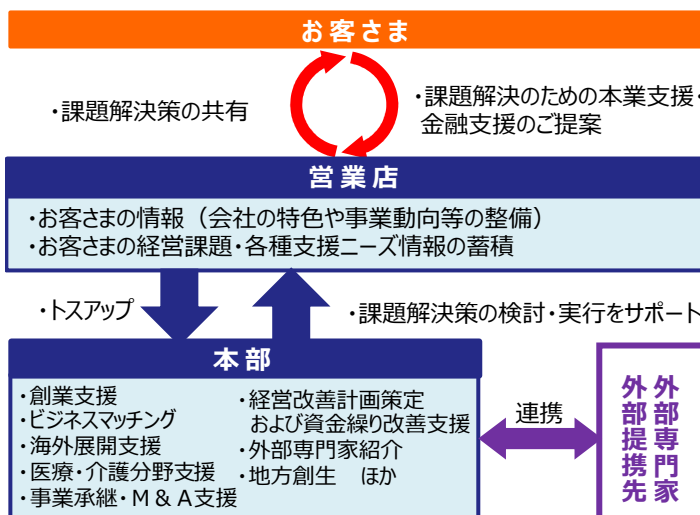 お客さま
・課題解決策の共有
・課題解決のための本業支援・
金融支援のご提案
営業店
・お客さまの情報（会社の特色や事業動向等の整備）
・お客さまの経営課題・各種支援ニーズ情報の蓄積
・トスアップ
・課題解決策の検討・実行をサポート
本部
・創業支援
・ビジネスマッチング
・海外展開支援
・医療・介護分野支援
・事業承継・Ｍ＆Ａ支援
・経営改善計画策定
および資金繰り改善支援
・外部専門家紹介
・地方創生　ほか
連携
外部専門家
外部提携先